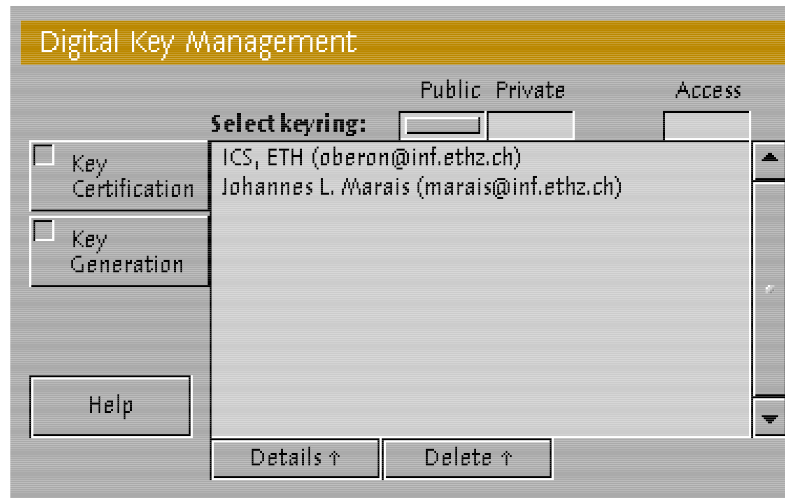 Digital Key Management
Public Private Access
Select keyring:
Key
Certification
ICS, ETH (oberon@inf.ethz.ch)
Johannes L. Marais (marais@inf.ethz.ch)
Key
Generation
Help
Details ↑ Delete ↑